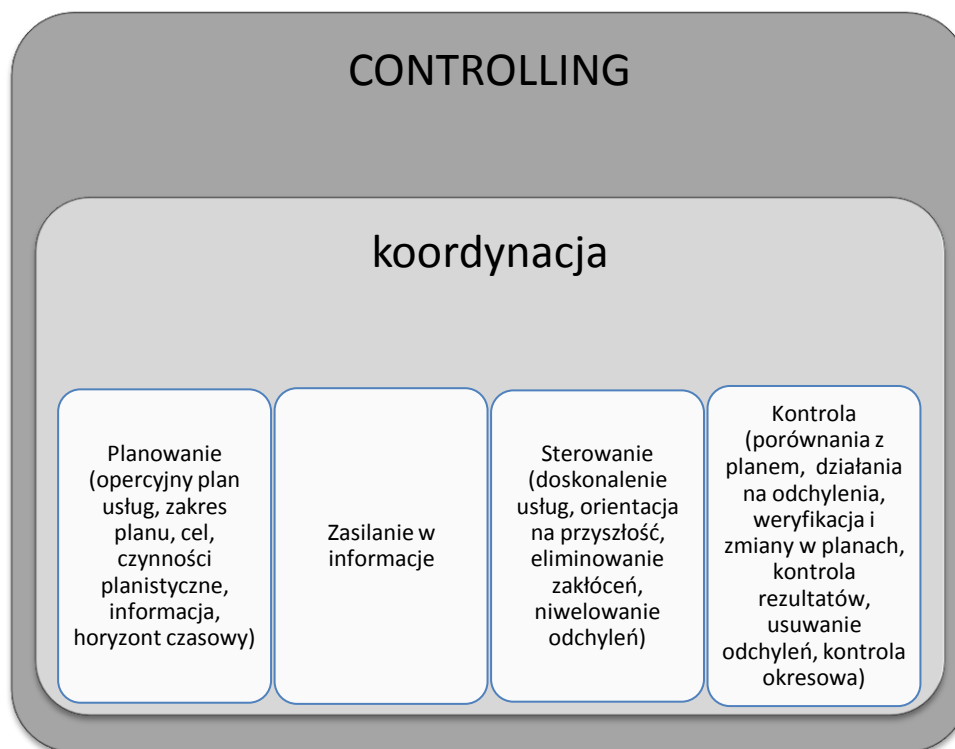 CONTROLLING
koordynacja
Planowanie
(opercyjny plan
usług, zakres
planu, cel,
czynności
planistyczne,
informacja,
horyzont czasowy)
Zasilanie w
informacje
Sterowanie
(doskonalenie
usług, orientacja
na przyszłość,
eliminowanie
zakłóceń,
niwelowanie
odchyleń)
Kontrola
(porównania z
planem, działania
na odchylenia,
weryfikacja i
zmiany w planach,
kontrola
rezultatów,
usuwanie
odchyleń, kontrola
okresowa)